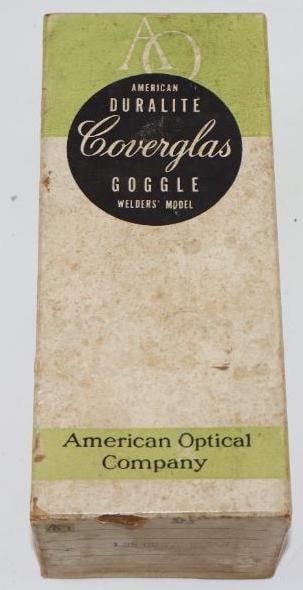 AO
AMERICAN
DURALITE
Coverglas
GOGGLE
WELDERS' MODEL
American Optical
Company